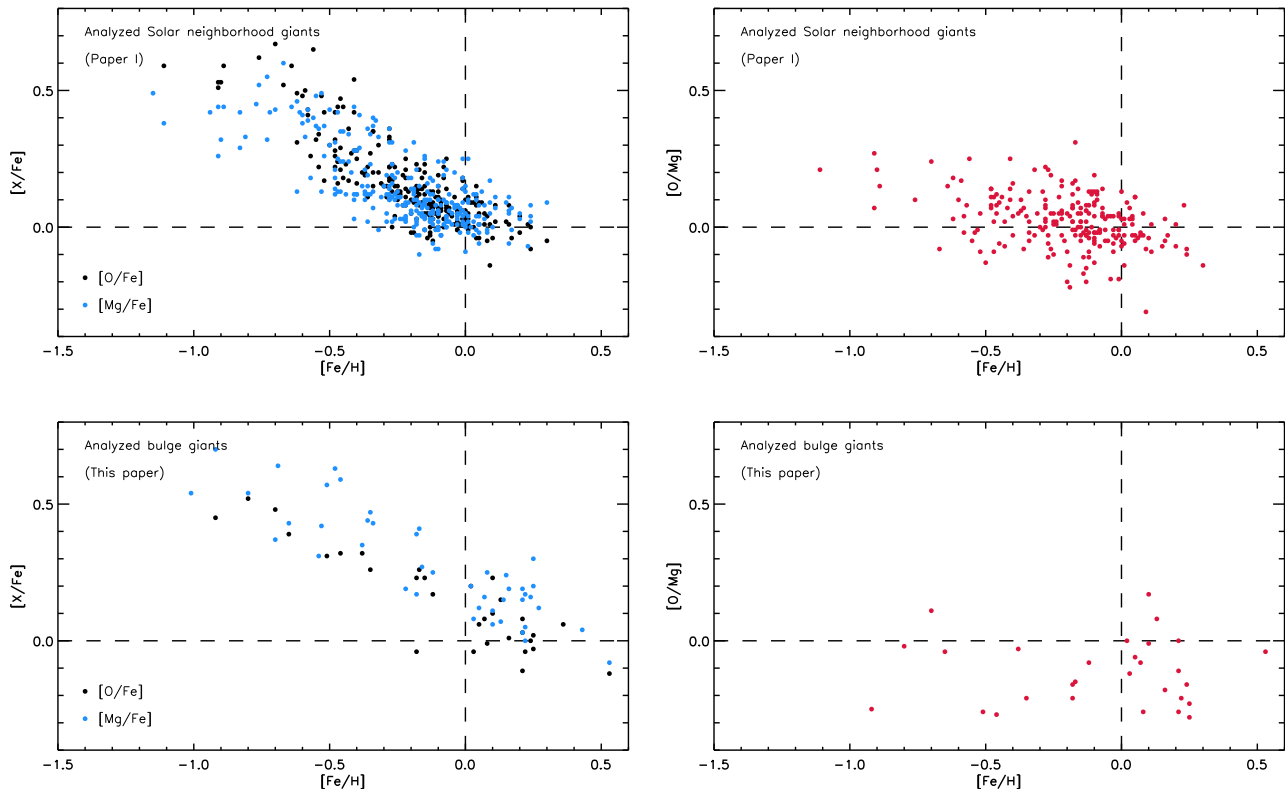 Analyzed Solar neighborhood giants
(Paper I)
[X/Fe]
0.5
0.0
[O/Fe]
[Mg/Fe]
−1.5 −1.0 −0.5 0.0 0.5
[Fe/H]
Analyzed Solar neighborhood giants
(Paper I)
[O/Mg]
0.5
0.0
−1.5 −1.0 −0.5 0.0 0.5
[Fe/H]
Analyzed bulge giants
(This paper)
[X/Fe]
0.5
0.0
[O/Fe]
[Mg/Fe]
−1.5 −1.0 −0.5 0.0 0.5
[Fe/H]
Analyzed bulge giants
(This paper)
[O/Mg]
0.5
0.0
−1.5 −1.0 −0.5 0.0 0.5
[Fe/H]